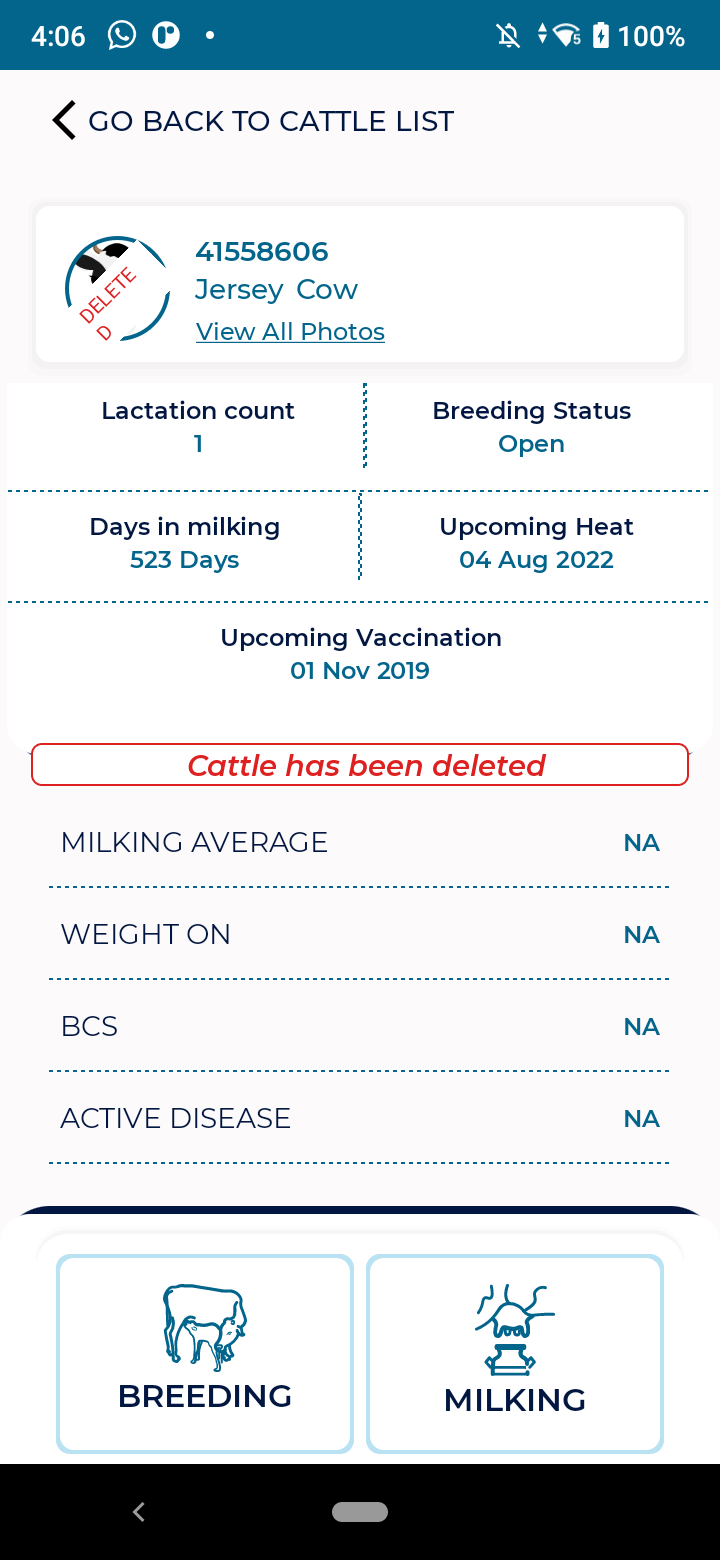 4:06
5
100%
GO BACK TO CATTLE LIST
41558606
Jersey Cow
View All Photos
DELETE
D
Lactation count
1
Breeding Status
Open
Days in milking
523 Days
Upcoming Heat
04 Aug 2022
Upcoming Vaccination
01 Nov 2019
Cattle has been deleted
MILKING AVERAGE
NA
WEIGHT ON
NA
BCS
NA
ACTIVE DISEASE
NA
BREEDING
MILKING